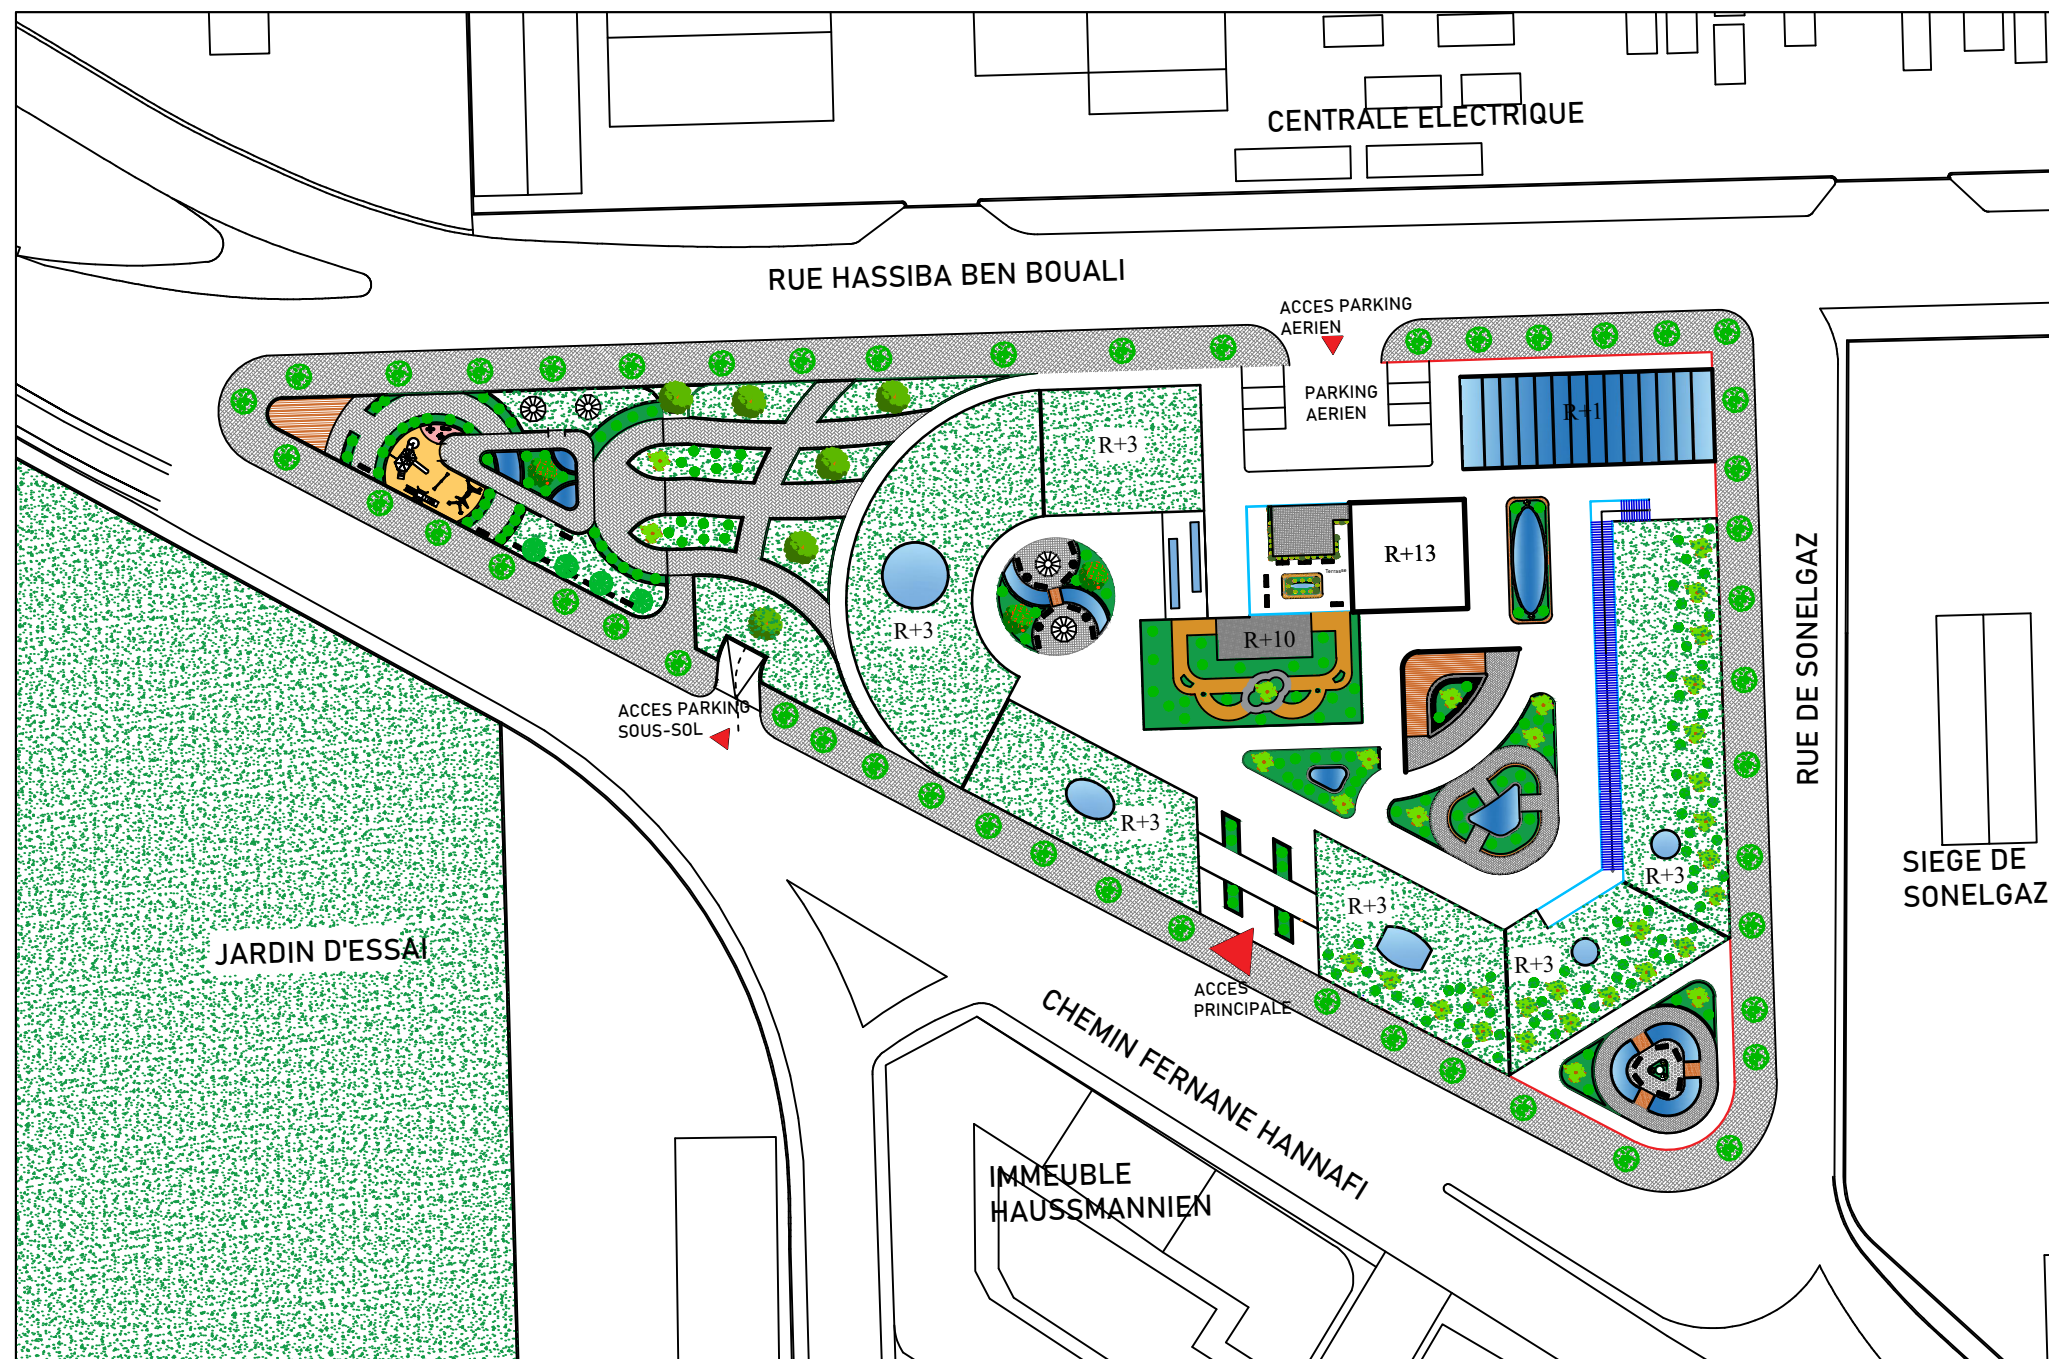 CENTRALE ELECTRIQUE
RUE HASSIBA BEN BOUALI
ACCES PARKING
AERIEN
PARKING
AERIEN
R+1
R+3
R+13
Terrasse
R+3
R+10
RUE DE SONELGAZ
ACCES PARKING
SOUS-SOL
R+3
SIEGE DE
SONELGAZ
R+3
R+3
R+3
JARDIN D'ESSAI
ACCES
PRINCIPALE
CHEMIN FERNANE HANNAFI
IMMEUBLE
HAUSSMANNIEN